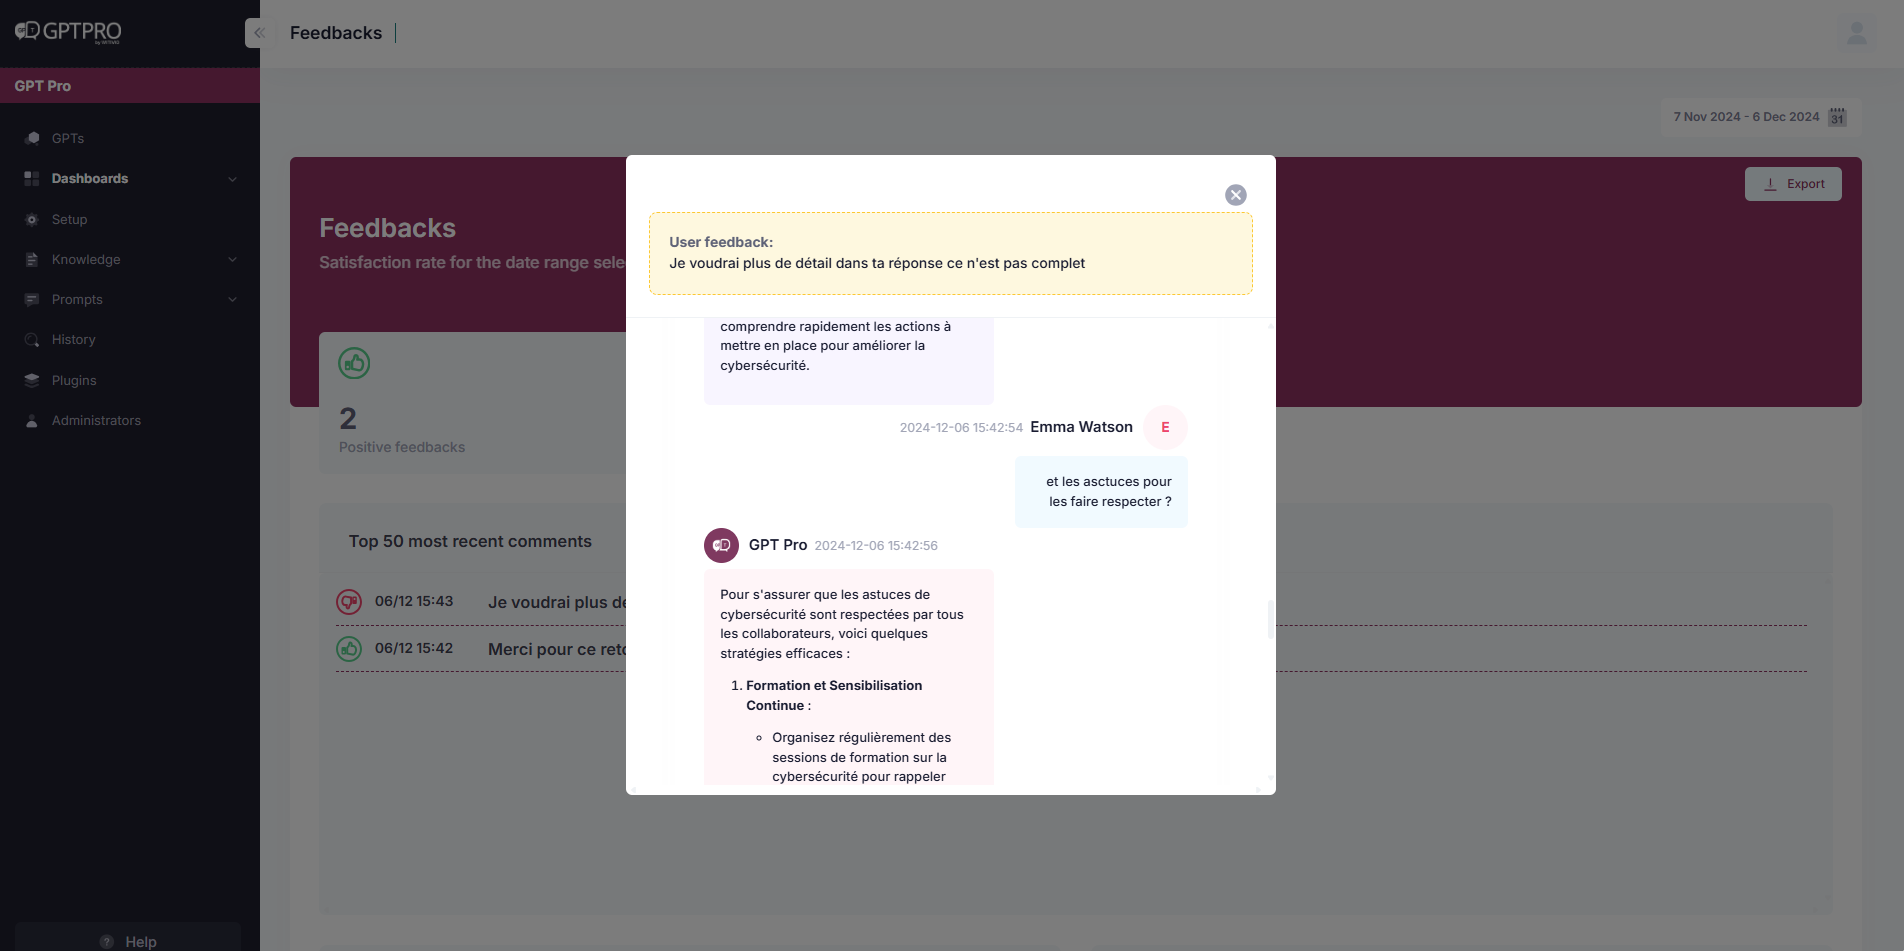 GPTPRO
GPT Pro
GPTs
Dashboards
Setup
Knowledge
Prompts
History
Plugins
Administrators
Help
Feedbacks
7 Nov 2024 - 6 Dec 2024
31
Export
Feedbacks
Satisfaction rate for the date range sele
2
Positive feedbacks
Top 50 most recent comments
06/12 15:43 Je voudrai plus de
06/12 15:42 Merci pour ce reto
User feedback:
Je voudrai plus de détail dans ta réponse ce n'est pas complet
comprendre rapidement les actions à
mettre en place pour améliorer la
cybersécurité.
2024-12-06 15:42:54 Emma Watson E
et les asctuces pour
les faire respecter ?
GPT Pro 2024-12-06 15:42:56
Pour s'assurer que les astuces de
cybersécurité sont respectées par tous
les collaborateurs, voici quelques
stratégies efficaces :
1. Formation et Sensibilisation
Continue :
Organisez régulièrement des
sessions de formation sur la
cybersécurité pour rappeler